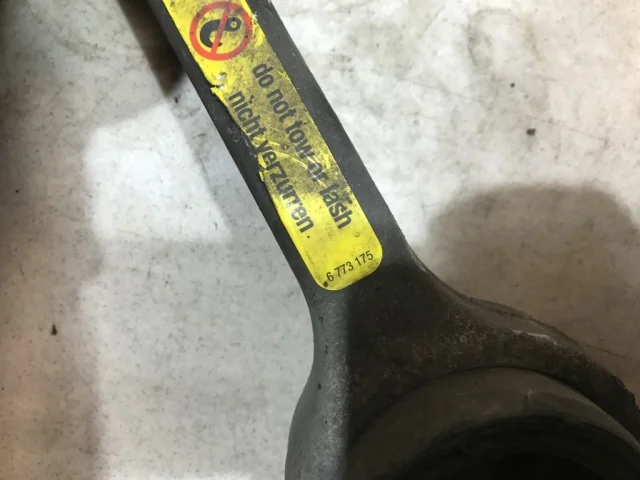 do not tow or lash
nicht verzurren.
6 773 175